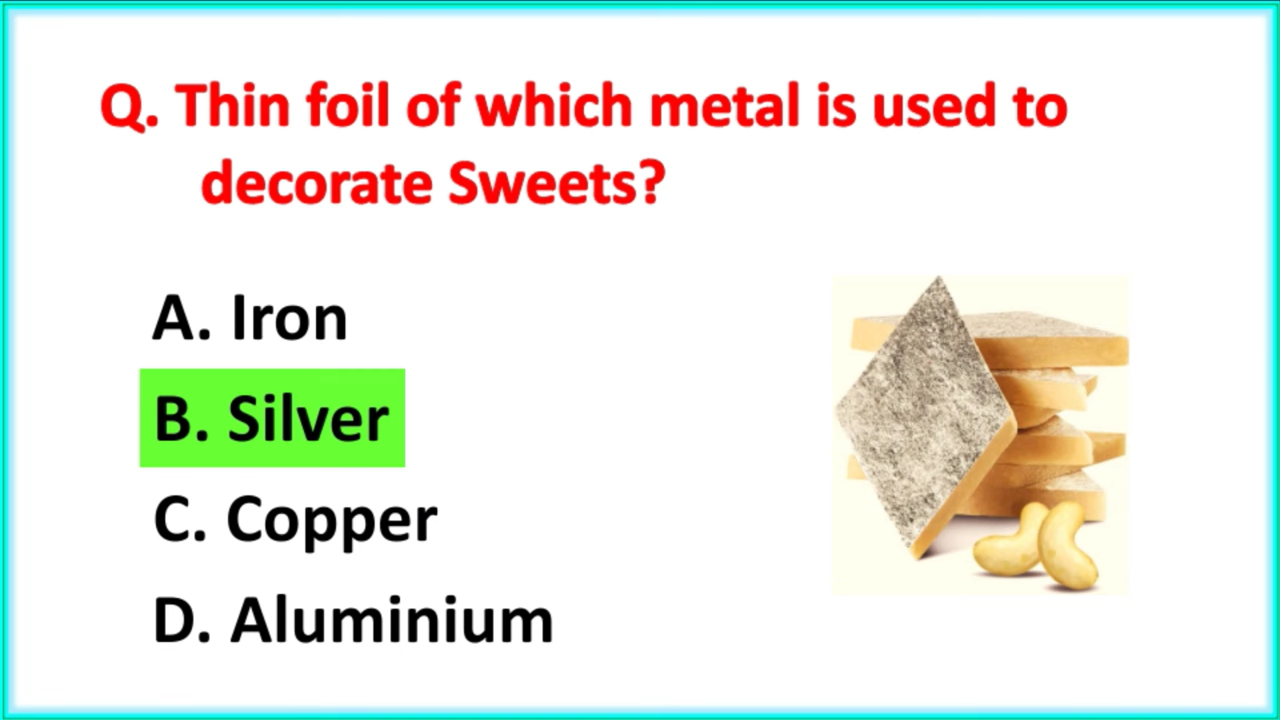 Q. Thin foil of which metal is used to
decorate Sweets?
A. Iron
B. Silver
C. Copper
D. Aluminium